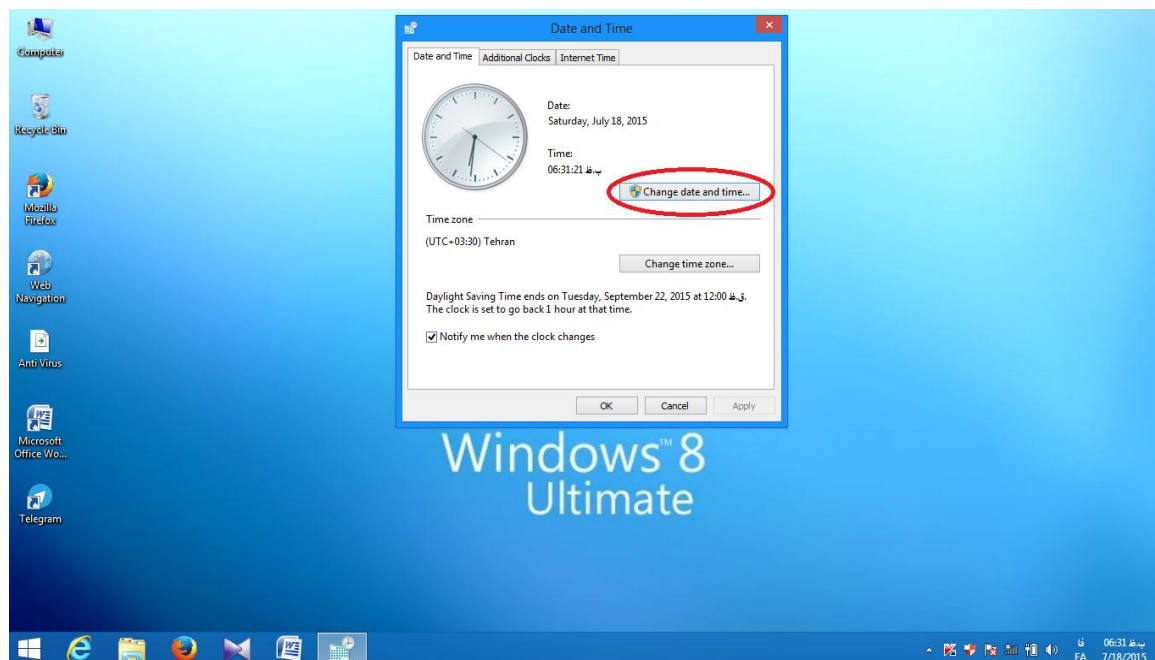 Computer
Recycle Bin
Mozilla
Firefox
Web
Navigation
Anti Virus
Microsoft
Office Wo...
Telegram
Date and Time
Date and Time
Additional Clocks
Internet Time
Date:
Saturday, July 18, 2015
Time:
06:31:21 ب.ظ
Change date and time...
Time zone
(UTC+03:30) Tehran
Change time zone...
Daylight Saving Time ends on Tuesday, September 22, 2015 at 12:00 ق.ظ.
The clock is set to go back 1 hour at that time.
Notify me when the clock changes
OK
Cancel
Apply
Windows™ 8
Ultimate
فا
FA
06:31 ب.ظ
7/18/2015